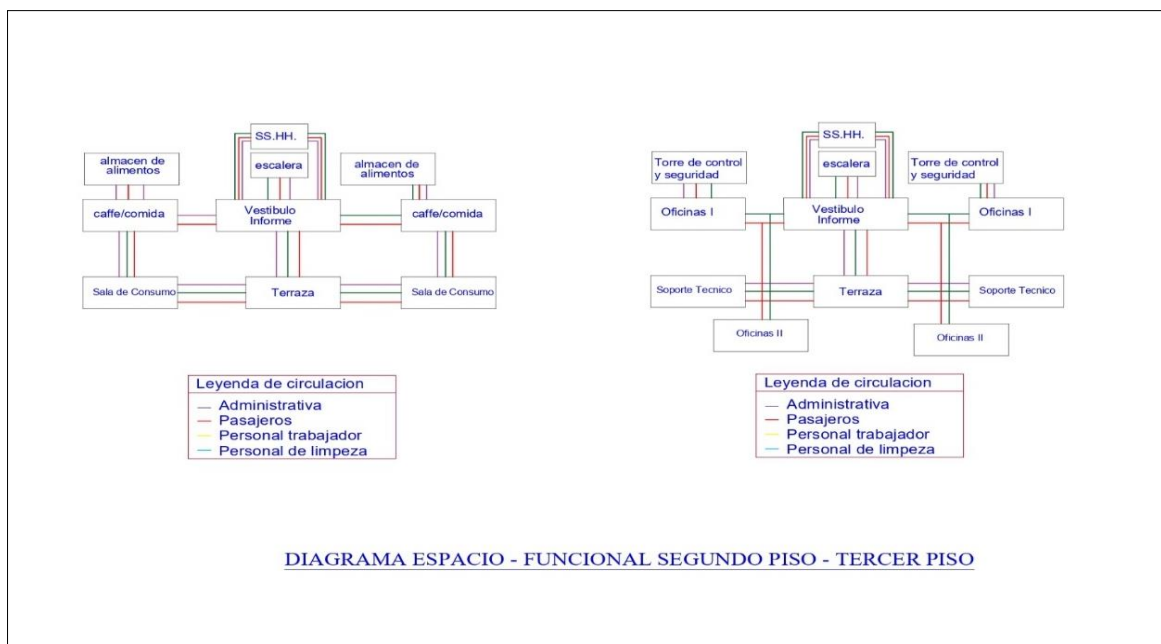 SS.HH.
escalera
almacen de
alimentos
almacen de
alimentos
caffe/comida
Vestibulo
Informe
caffe/comida
Sala de Consumo
Terraza
Sala de Consumo
Leyenda de circulacion
Administrativa
Pasajeros
Personal trabajador
Personal de limpeza
SS.HH.
escalera
Torre de control
y seguridad
Torre de control
y seguridad
Oficinas I
Vestibulo
Informe
Oficinas I
Soporte Tecnico
Terraza
Soporte Tecnico
Oficinas II
Oficinas II
Leyenda de circulacion
Administrativa
Pasajeros
Personal trabajador
Personal de limpeza
DIAGRAMA ESPACIO - FUNCIONAL SEGUNDO PISO - TERCER PISO